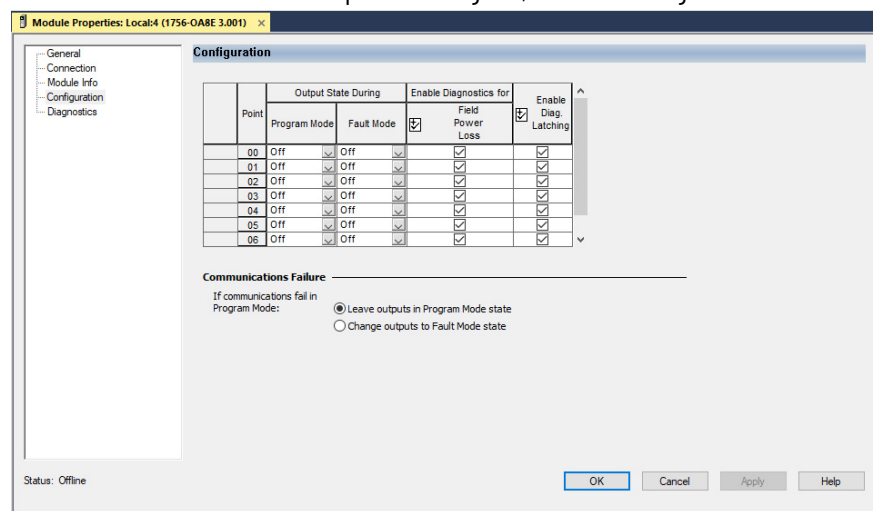 Module Properties: Local:4 (1756-OA8E 3.001) ×
General
Connection
Module Info
Configuration
Diagnostics
Configuration
Point
Output State During
Program Mode
Fault Mode
Enable Diagnostics for
Field
Power
Loss
Enable
Diag.
Latching
00 Off Off
01 Off Off
02 Off Off
03 Off Off
04 Off Off
05 Off Off
06 Off Off
Communications Failure
If communications fail in
Program Mode:
Leave outputs in Program Mode state
Change outputs to Fault Mode state
Status: Offline
OK Cancel Apply Help